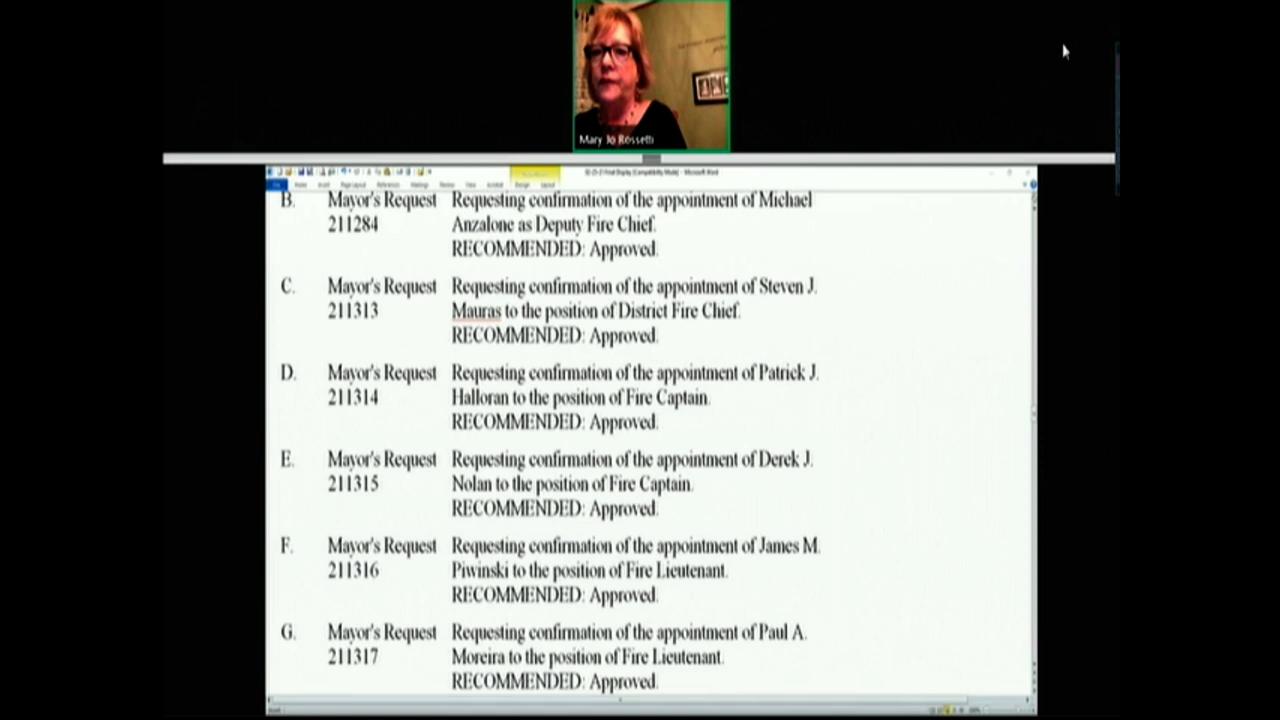 Mary Jo Rossetti
B. Mayor's Request Requesting confirmation of the appointment of Michael
211284 Anzalone as Deputy Fire Chief.
RECOMMENDED: Approved.
C. Mayor's Request Requesting confirmation of the appointment of Steven J.
211313 Mauras to the position of District Fire Chief.
RECOMMENDED: Approved.
D. Mayor's Request Requesting confirmation of the appointment of Patrick J.
211314 Halloran to the position of Fire Captain.
RECOMMENDED: Approved.
E. Mayor's Request Requesting confirmation of the appointment of Derek J.
211315 Nolan to the position of Fire Captain.
RECOMMENDED: Approved.
F. Mayor's Request Requesting confirmation of the appointment of James M.
211316 Piwinski to the position of Fire Lieutenant.
RECOMMENDED: Approved.
G. Mayor's Request Requesting confirmation of the appointment of Paul A.
211317 Moreira to the position of Fire Lieutenant.
RECOMMENDED: Approved.